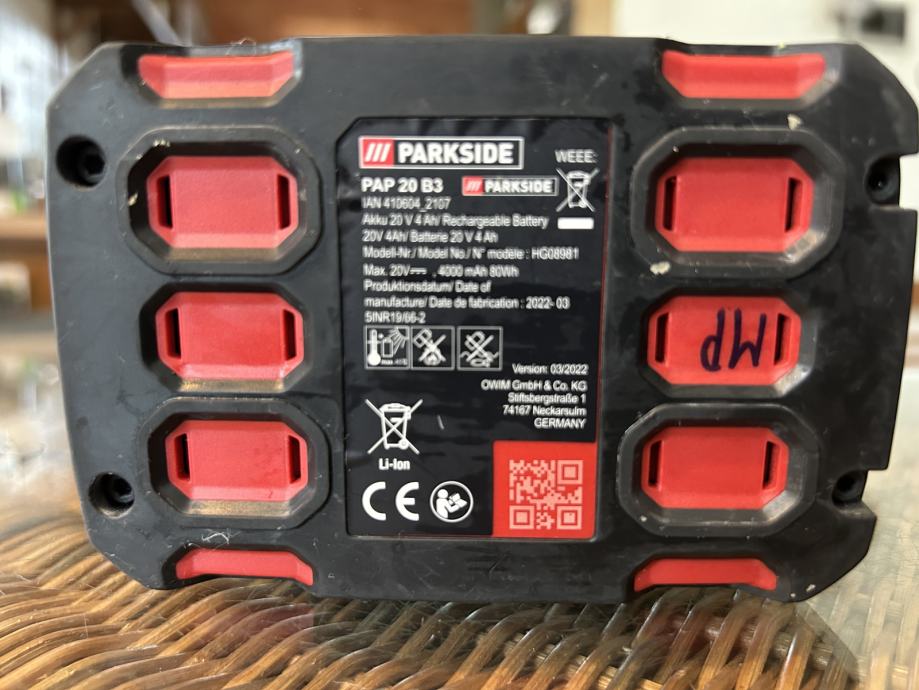 PARKSIDE
WEEE:
PAP 20 B3
PARKSIDE
IAN 410604_2107
Akku 20 V 4 Ah/ Rechargeable Battery
20V 4Ah/ Batterie 20 V 4 Ah
Modell-Nr./ Model No./ N° modèle : HG08981
Max. 20V⎓ , 4000 mAh 80Wh
Produktionsdatum/ Date of
manufacture/ Date de fabrication : 2022- 03
5INR19/66-2
Version: 03/2022
OWIM GmbH & Co. KG
Stiftsbergstraße 1
74167 Neckarsulm
GERMANY
Li-Ion
CE
MP